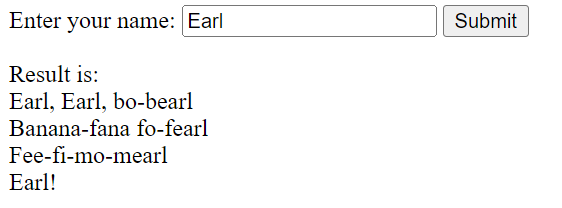 Enter your name: Earl Submit
Result is:
Earl, Earl, bo-bearl
Banana-fana fo-fearl
Fee-fi-mo-mearl
Earl!